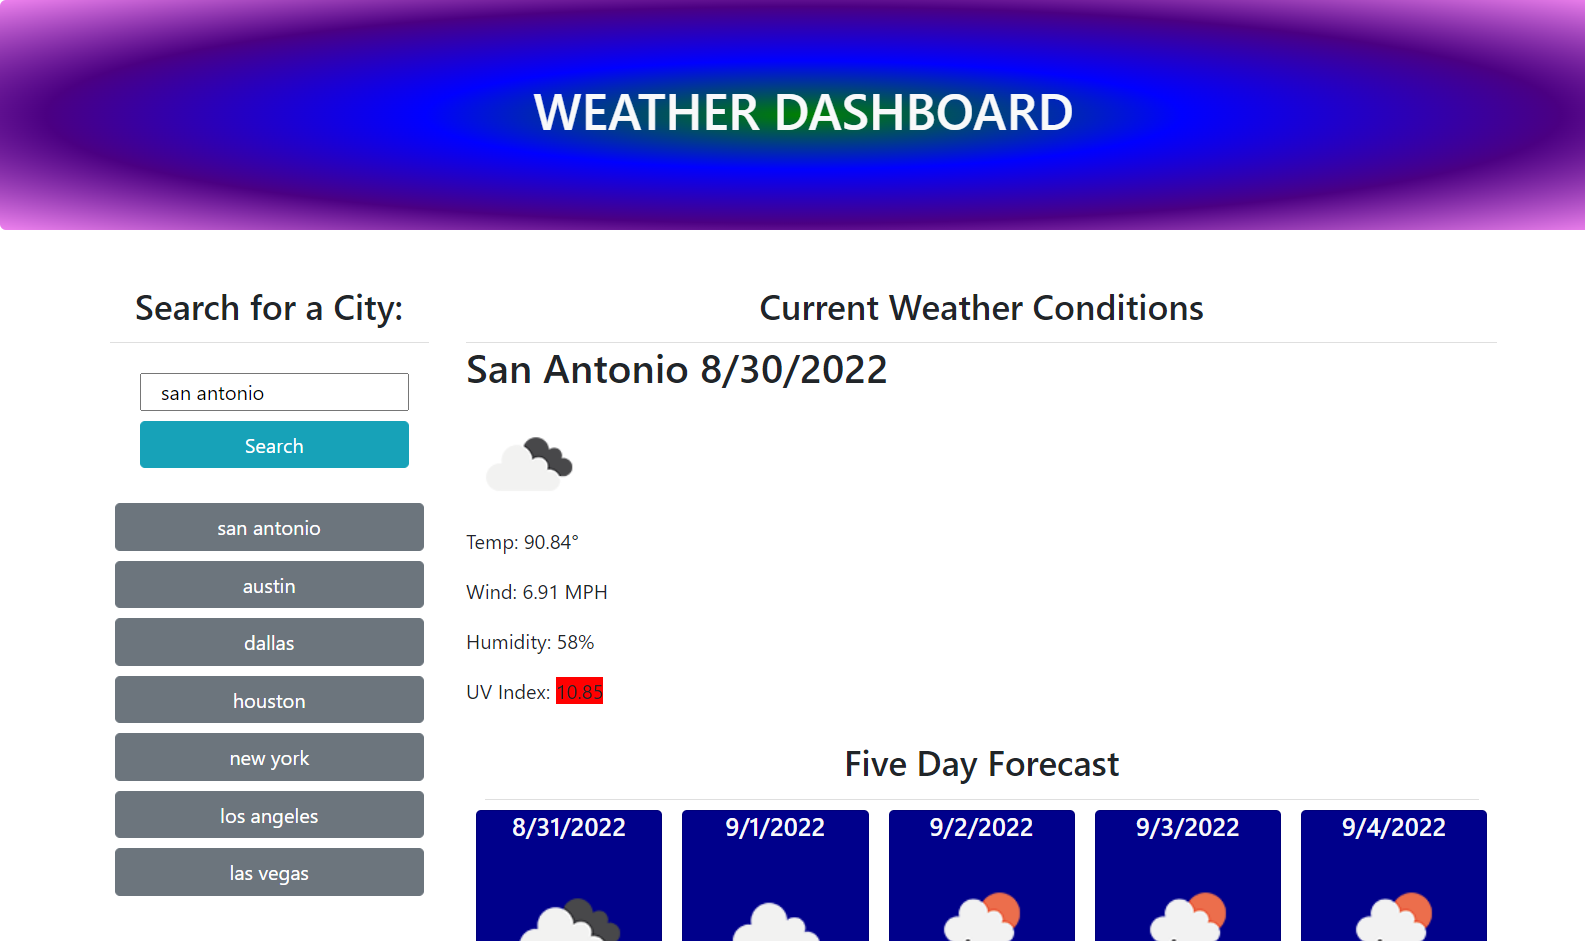 WEATHER DASHBOARD
Search for a City:
san antonio
Search
san antonio
austin
dallas
houston
new york
los angeles
las vegas
Current Weather Conditions
San Antonio 8/30/2022
Temp: 90.84°
Wind: 6.91 MPH
Humidity: 58%
UV Index: 10.85
Five Day Forecast
8/31/2022
9/1/2022
9/2/2022
9/3/2022
9/4/2022